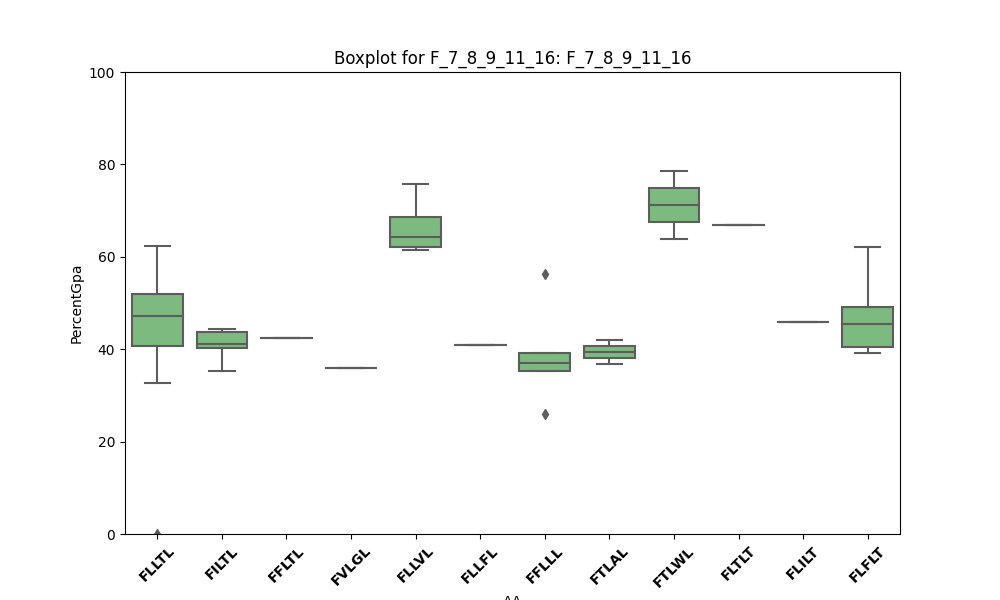 Boxplot for F_7_8_9_11_16: F_7_8_9_11_16
PercentGpa
100
80
60
40
20
0
FLLTL
FILTL
FFLTL
FVLGL
FLLVL
FLLFL
FFLLL
FTLAL
FTLWL
FLTLT
FLILT
FLFLT
AA